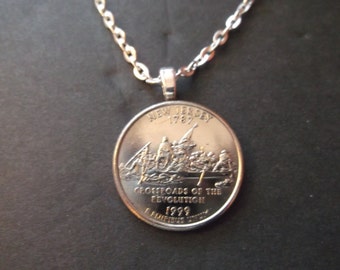 NEW JERSEY
1787
CROSSROADS OF THE
REVOLUTION
1999
E PLURIBUS UNUM